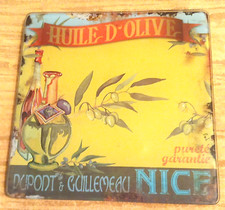 HUILE-D'OLIVE
pureté
garantie
DUPONT & GUILLEMEAU
NICE